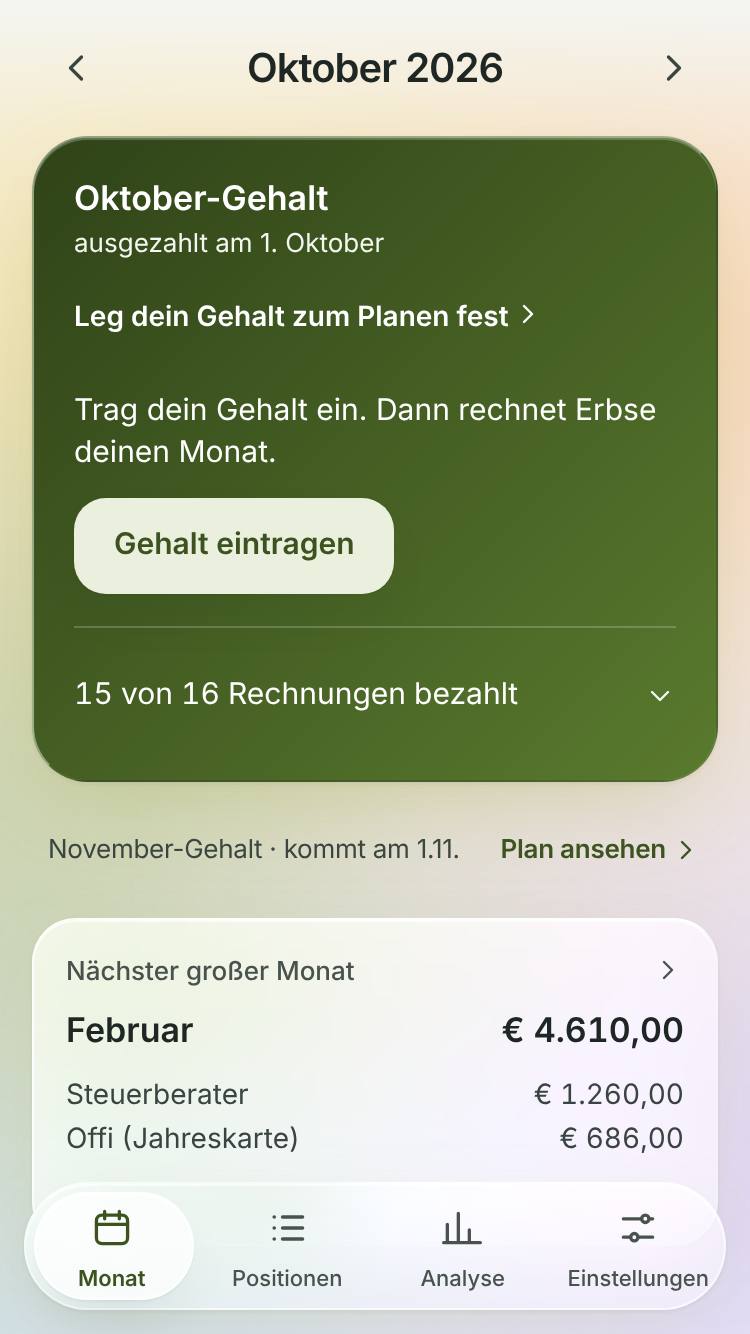 Oktober 2026
Oktober-Gehalt
ausgezahlt am 1. Oktober
Leg dein Gehalt zum Planen fest
Trag dein Gehalt ein. Dann rechnet Erbse
deinen Monat.
Gehalt eintragen
15 von 16 Rechnungen bezahlt
November-Gehalt · kommt am 1.11. Plan ansehen
Nächster großer Monat
Februar € 4.610,00
Steuerberater € 1.260,00
Offi (Jahreskarte) € 686,00
Monat Positionen Analyse Einstellungen